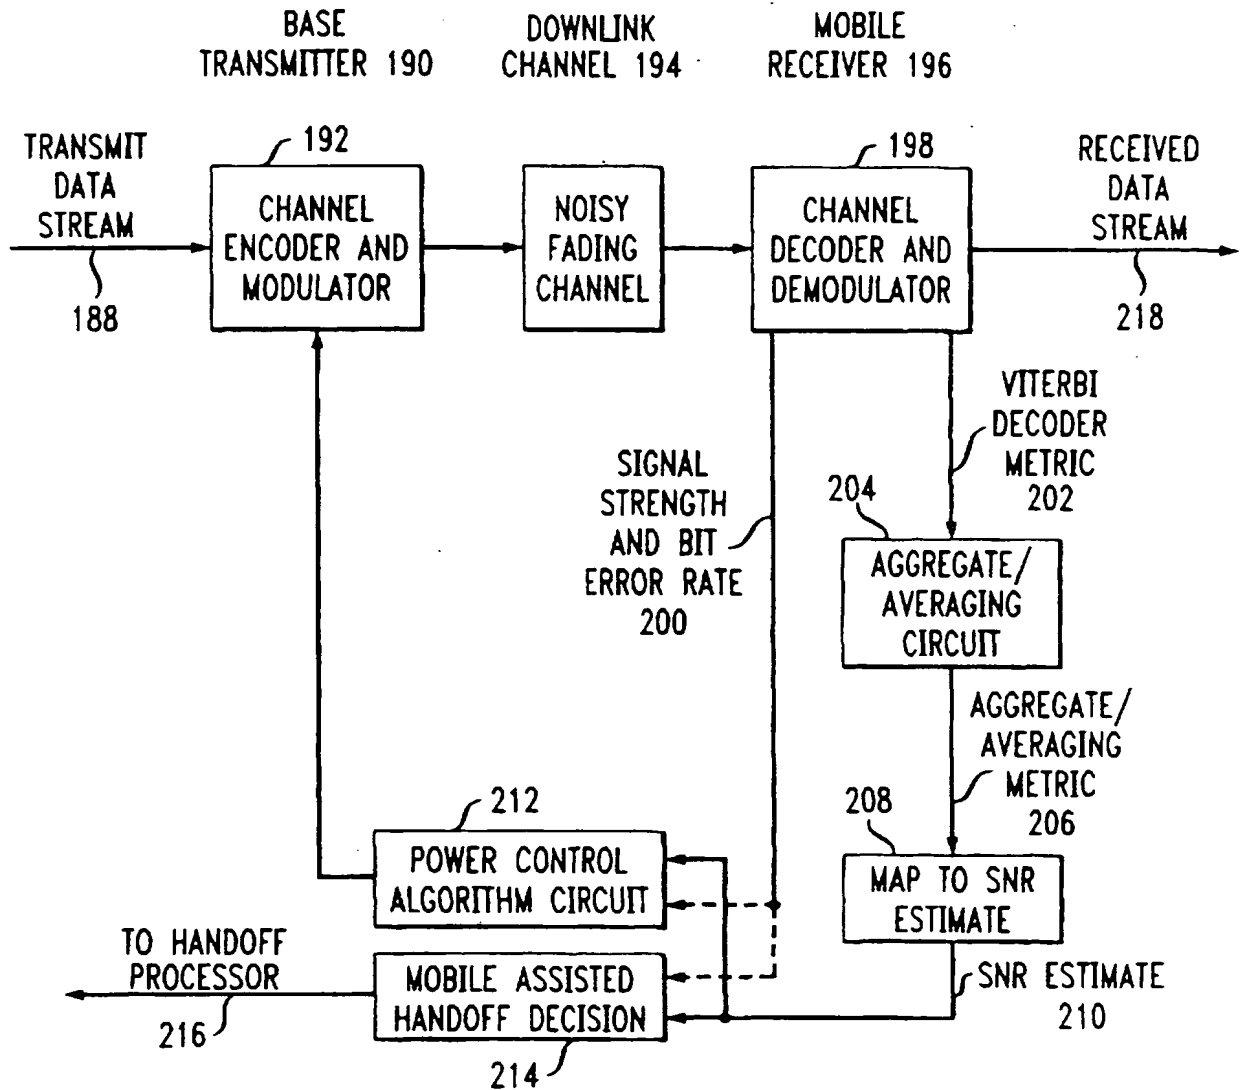 BASE
TRANSMITTER 190
DOWNLINK
CHANNEL 194
MOBILE
RECEIVER 196
TRANSMIT
DATA
STREAM
188
192
CHANNEL
ENCODER AND
MODULATOR
NOISY
FADING
CHANNEL
198
CHANNEL
DECODER AND
DEMODULATOR
RECEIVED
DATA
STREAM
218
VITERBI
DECODER
METRIC
202
SIGNAL
STRENGTH
AND BIT
ERROR RATE
200
204
AGGREGATE/
AVERAGING
CIRCUIT
AGGREGATE/
AVERAGING
METRIC
206
208
MAP TO SNR
ESTIMATE
SNR ESTIMATE
210
212
POWER CONTROL
ALGORITHM CIRCUIT
TO HANDOFF
PROCESSOR
216
MOBILE ASSISTED
HANDOFF DECISION
214